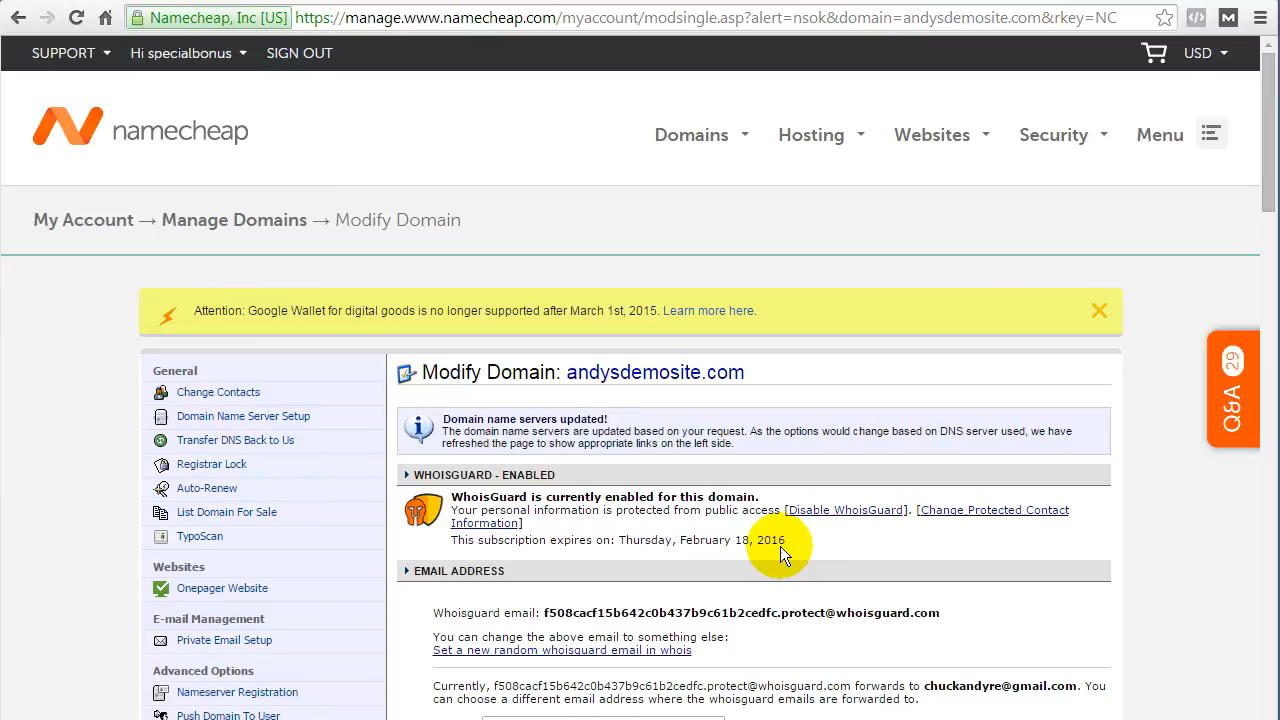 Namecheap, Inc [US] https://manage.www.namecheap.com/myaccount/modsingle.asp?alert=nsok&domain=andysdemosite.com&rkey=NC
SUPPORT Hi specialbonus SIGN OUT USD
namecheap Domains Hosting Websites Security Menu
My Account → Manage Domains → Modify Domain
Attention: Google Wallet for digital goods is no longer supported after March 1st, 2015. Learn more here.
Q&A 29
General
Change Contacts
Domain Name Server Setup
Transfer DNS Back to Us
Registrar Lock
Auto-Renew
List Domain For Sale
TypoScan
Websites
Onepager Website
E-mail Management
Private Email Setup
Advanced Options
Nameserver Registration
Push Domain To User
Modify Domain: andysdemosite.com
Domain name servers updated!
The domain name servers are updated based on your request. As the options would change based on DNS server used, we have
refreshed the page to show appropriate links on the left side.
WHOISGUARD - ENABLED
WhoisGuard is currently enabled for this domain.
Your personal information is protected from public access [Disable WhoisGuard]. [Change Protected Contact
Information]
This subscription expires on: Thursday, February 18, 2016
EMAIL ADDRESS
Whoisguard email: f508cacf15b642c0b437b9c61b2cedfc.protect@whoisguard.com
You can change the above email to something else:
Set a new random whoisguard email in whois
Currently, f508cacf15b642c0b437b9c61b2cedfc.protect@whoisguard.com forwards to chuckandyre@gmail.com. You
can choose a different email address where the whoisguard emails are forwarded to.